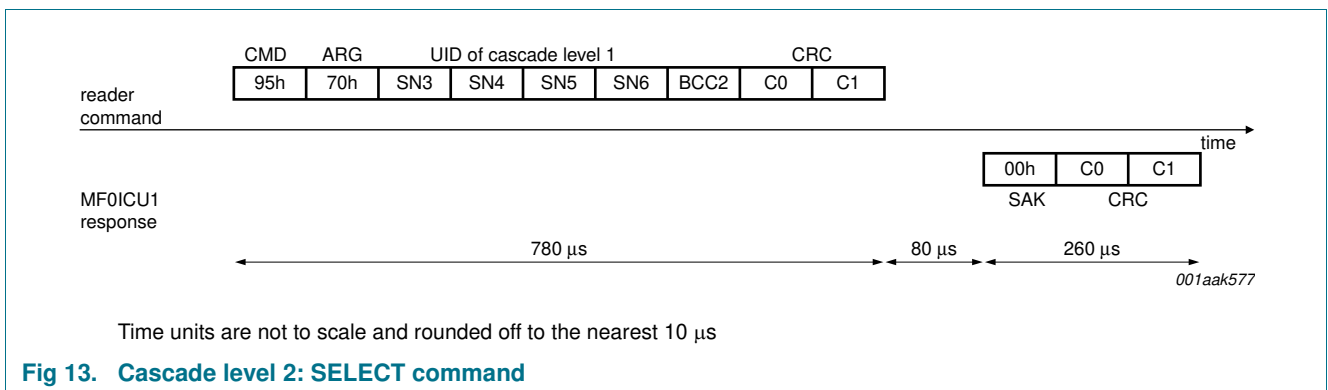 CMD ARG UID of cascade level 1 CRC
95h 70h SN3 SN4 SN5 SN6 BCC2 C0 C1
reader
command
time
00h C0 C1
MF0ICU1
response
SAK CRC
780 µs 80 µs 260 µs
001aak577
Time units are not to scale and rounded off to the nearest 10 µs
Fig 13. Cascade level 2: SELECT command